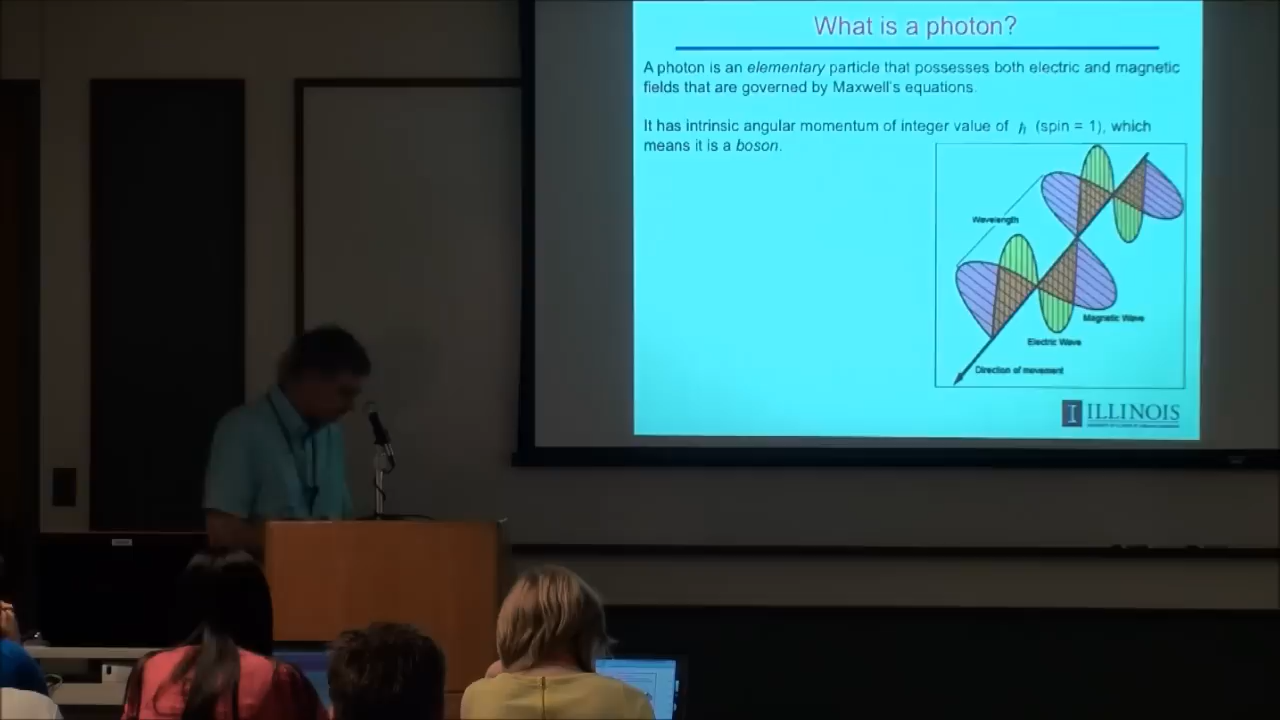 What is a photon?
A photon is an elementary particle that possesses both electric and magnetic
fields that are governed by Maxwell's equations.
It has intrinsic angular momentum of integer value of ℏ (spin = 1), which
means it is a boson.
Wavelength
Magnetic Wave
Electric Wave
Direction of movement
I ILLINOIS